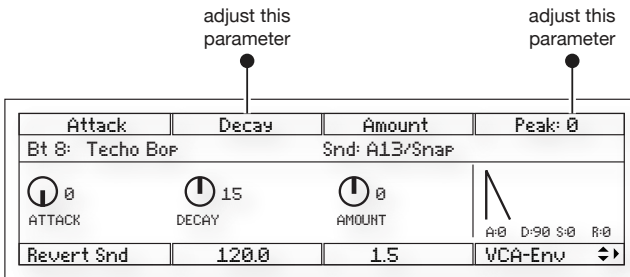 adjust this
parameter
adjust this
parameter
Attack Decay Amount Peak: 0
Bt 8: Techo Bop Snd: A13/Snap
0 15 0
ATTACK DECAY AMOUNT
A:0 D:90 S:0 R:0
Revert Snd 120.0 1.5 VCA-Env